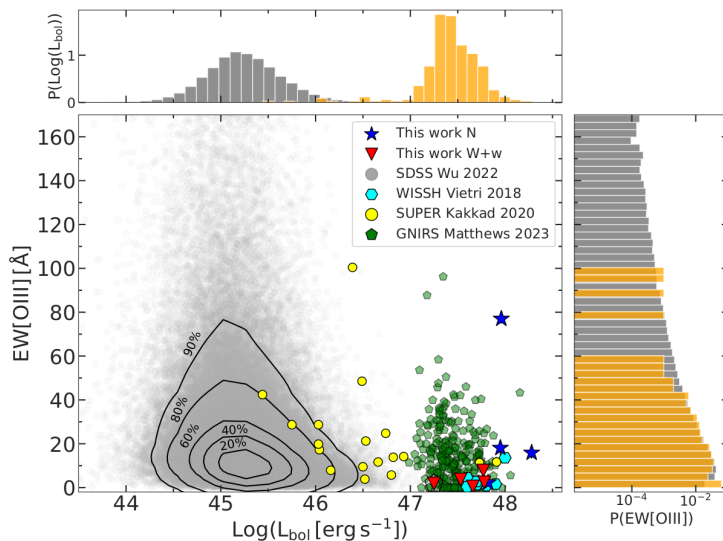 P(Log(L_bol))
1
0
160
140
120
100
80
60
40
20
0
EW[OIII][Å]
This work N
This work W+w
SDSS Wu 2022
WISSH Vietri 2018
SUPER Kakkad 2020
GNIRS Matthews 2023
90%
80%
60%
40%
20%
44
45
46
47
48
Log(L_bol [erg s⁻¹])
10⁻⁴
10⁻²
P(EW[OIII])